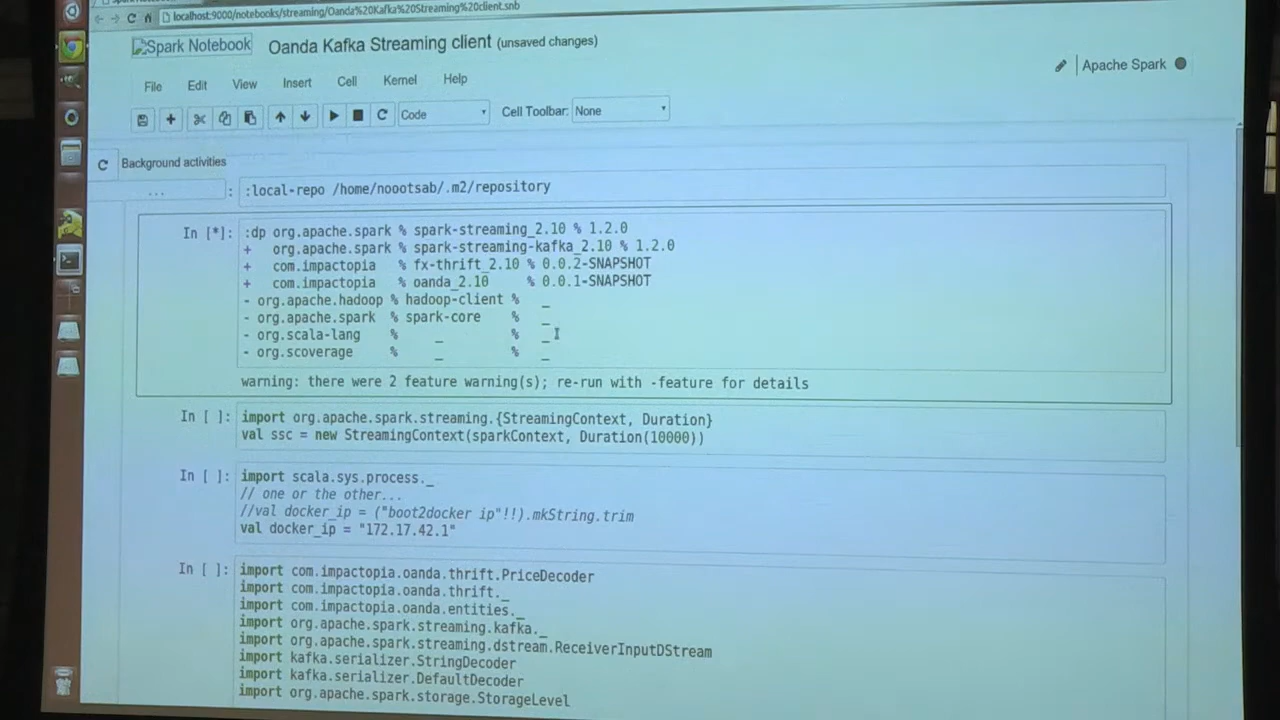 localhost:9000/notebooks/streaming/Oanda%20Kafka%20Streaming%20client.snb
Spark Notebook Oanda Kafka Streaming client (unsaved changes)
Apache Spark
File Edit View Insert Cell Kernel Help
Code Cell Toolbar: None
Background activities
... : :local-repo /home/noootsab/.m2/repository
In [*]: :dp org.apache.spark % spark-streaming_2.10 % 1.2.0
+ org.apache.spark % spark-streaming-kafka_2.10 % 1.2.0
+ com.impactopia % fx-thrift_2.10 % 0.0.2-SNAPSHOT
+ com.impactopia % oanda_2.10 % 0.0.1-SNAPSHOT
- org.apache.hadoop % hadoop-client % _
- org.apache.spark % spark-core % _
- org.scala-lang % _ % _
- org.scoverage % _ % _
warning: there were 2 feature warning(s); re-run with -feature for details
In [ ]: import org.apache.spark.streaming.{StreamingContext, Duration}
val ssc = new StreamingContext(sparkContext, Duration(10000))
In [ ]: import scala.sys.process._
// one or the other...
//val docker_ip = ("boot2docker ip"!!).mkString.trim
val docker_ip = "172.17.42.1"
In [ ]: import com.impactopia.oanda.thrift.PriceDecoder
import com.impactopia.oanda.thrift._
import com.impactopia.oanda.entities._
import org.apache.spark.streaming.kafka._
import org.apache.spark.streaming.dstream.ReceiverInputDStream
import kafka.serializer.StringDecoder
import kafka.serializer.DefaultDecoder
import org.apache.spark.storage.StorageLevel